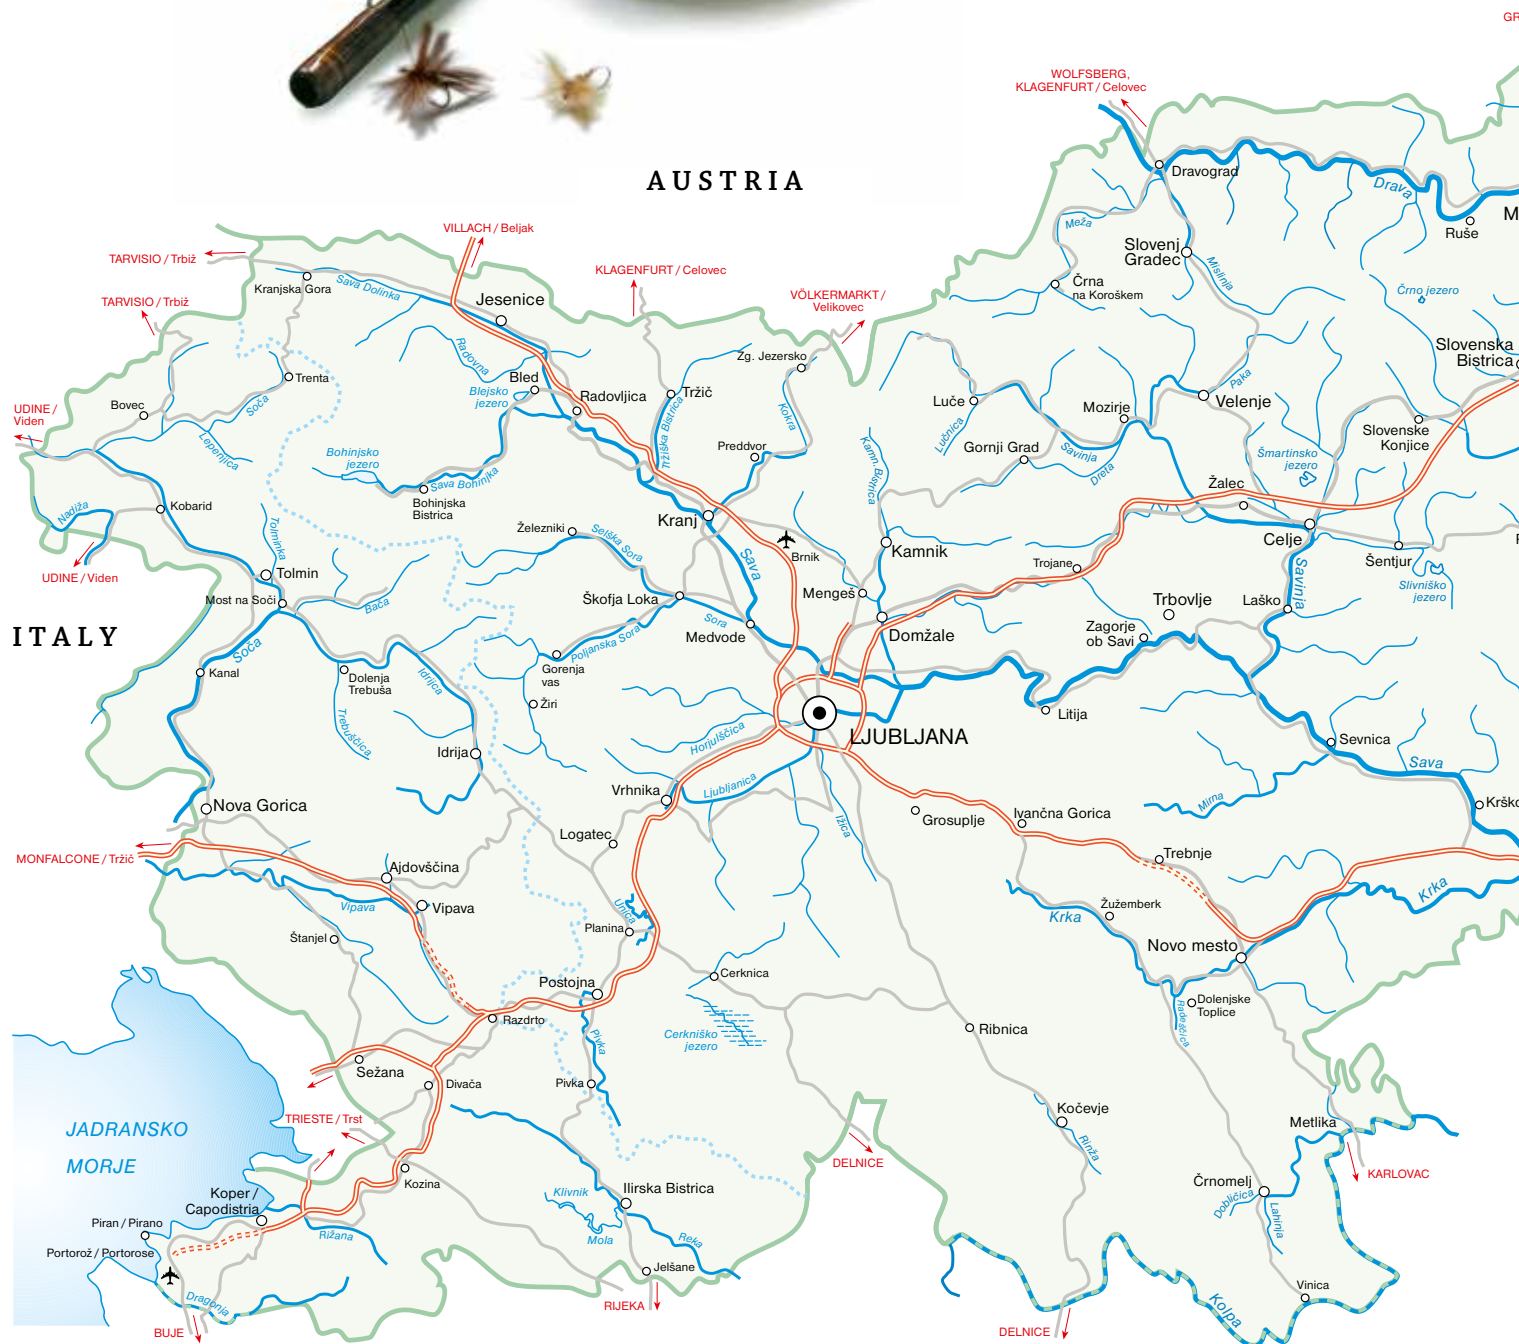 GR
WOLFSBERG,
KLAGENFURT / Celovec
AUSTRIA
Dravograd
Drava
Meža
M
Ruše
VILLACH / Beljak
TARVISIO / Trbiž
KLAGENFURT / Celovec
Slovenj
Gradec
Mislinja
Kranjska Gora
Sava Dolinka
Jesenice
TARVISIO / Trbiž
VÖLKERMARKT /
Velikovec
Črna
na Koroškem
Črno jezero
Radovna
Zg. Jezersko
Slovenska
Bistrica
Trenta
Bled
Blejsko
jezero
Radovljica
Tržič
Paka
UDINE /
Viden
Bovec
Soča
Luče
Mozirje
Velenje
Lepenjica
Tržiška Bistrica
Kokra
Lučnica
Slovenske
Konjice
Bohinjsko
jezero
Preddvor
Kamn. Bistrica
Gornji Grad
Savinja
Dreta
Šmartinsko
jezero
Sava Bohinjka
Bohinjska
Bistrica
Žalec
Nadiža
Kobarid
Tolminka
Kranj
Železniki
Selška Sora
Sava
Brnik
Kamnik
Celje
Trojane
Šentjur
UDINE / Viden
Tolmin
Savinja
Slivniško
jezero
Most na Soči
Bača
Škofja Loka
Mengeš
Trbovlje
Laško
ITALY
Sora
Medvode
Domžale
Zagorje
ob Savi
Soča
Poljanska Sora
Kanal
Dolenja
Trebuša
Idrijca
Gorenja
vas
Žiri
Litija
Trebuščica
Horjulščica
LJUBLJANA
Sevnica
Idrija
Sava
Ljubljanica
Vrhnika
Nova Gorica
Mirna
Krško
Ižica
Grosuplje
Ivančna Gorica
Logatec
MONFALCONE / Tržič
Trebnje
Ajdovščina
Krka
Vipava
Vipava
Unica
Žužemberk
Krka
Planina
Štanjel
Novo mesto
Cerknica
Postojna
Dolenjske
Toplice
Radeščica
Razdrto
Ribnica
Cerkniško
jezero
Pivka
Sežana
Divača
Pivka
TRIESTE / Trst
Kočevje
JADRANSKO
MORJE
Metlika
Rinža
DELNICE
KARLOVAC
Kozina
Koper /
Capodistria
Klivnik
Ilirska Bistrica
Črnomelj
Dobličica
Lahinja
Piran / Pirano
Rižana
Mola
Reka
Portorož / Portorose
Jelšane
Vinica
Dragonja
RIJEKA
Kolpa
BUJE
DELNICE